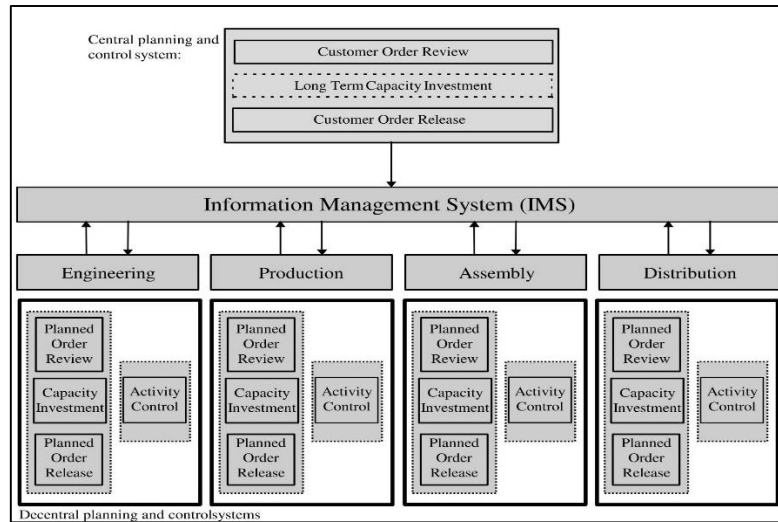 Central planning and
control system:
Customer Order Review
Long Term Capacity Investment
Customer Order Release
Information Management System (IMS)
Engineering
Production
Assembly
Distribution
Planned
Order
Review
Capacity
Investment
Planned
Order
Release
Activity
Control
Planned
Order
Review
Capacity
Investment
Planned
Order
Release
Activity
Control
Planned
Order
Review
Capacity
Investment
Planned
Order
Release
Activity
Control
Planned
Order
Review
Capacity
Investment
Planned
Order
Release
Activity
Control
Decentral planning and controlsystems